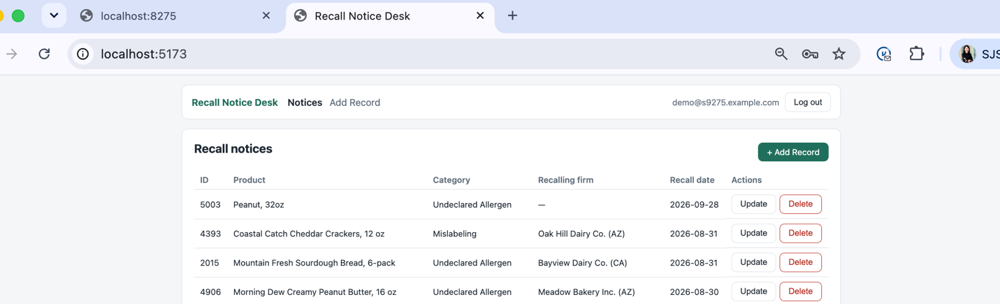 localhost:8275
Recall Notice Desk
localhost:5173
Recall Notice Desk Notices Add Record demo@s9275.example.com Log out
Recall notices
+ Add Record
ID Product Category Recalling firm Recall date Actions
5003 Peanut, 32oz Undeclared Allergen — 2026-09-28 Update Delete
4393 Coastal Catch Cheddar Crackers, 12 oz Mislabeling Oak Hill Dairy Co. (AZ) 2026-08-31 Update Delete
2015 Mountain Fresh Sourdough Bread, 6-pack Undeclared Allergen Bayview Dairy Co. (CA) 2026-08-31 Update Delete
4906 Morning Dew Creamy Peanut Butter, 16 oz Undeclared Allergen Meadow Bakery Inc. (AZ) 2026-08-30 Update Delete